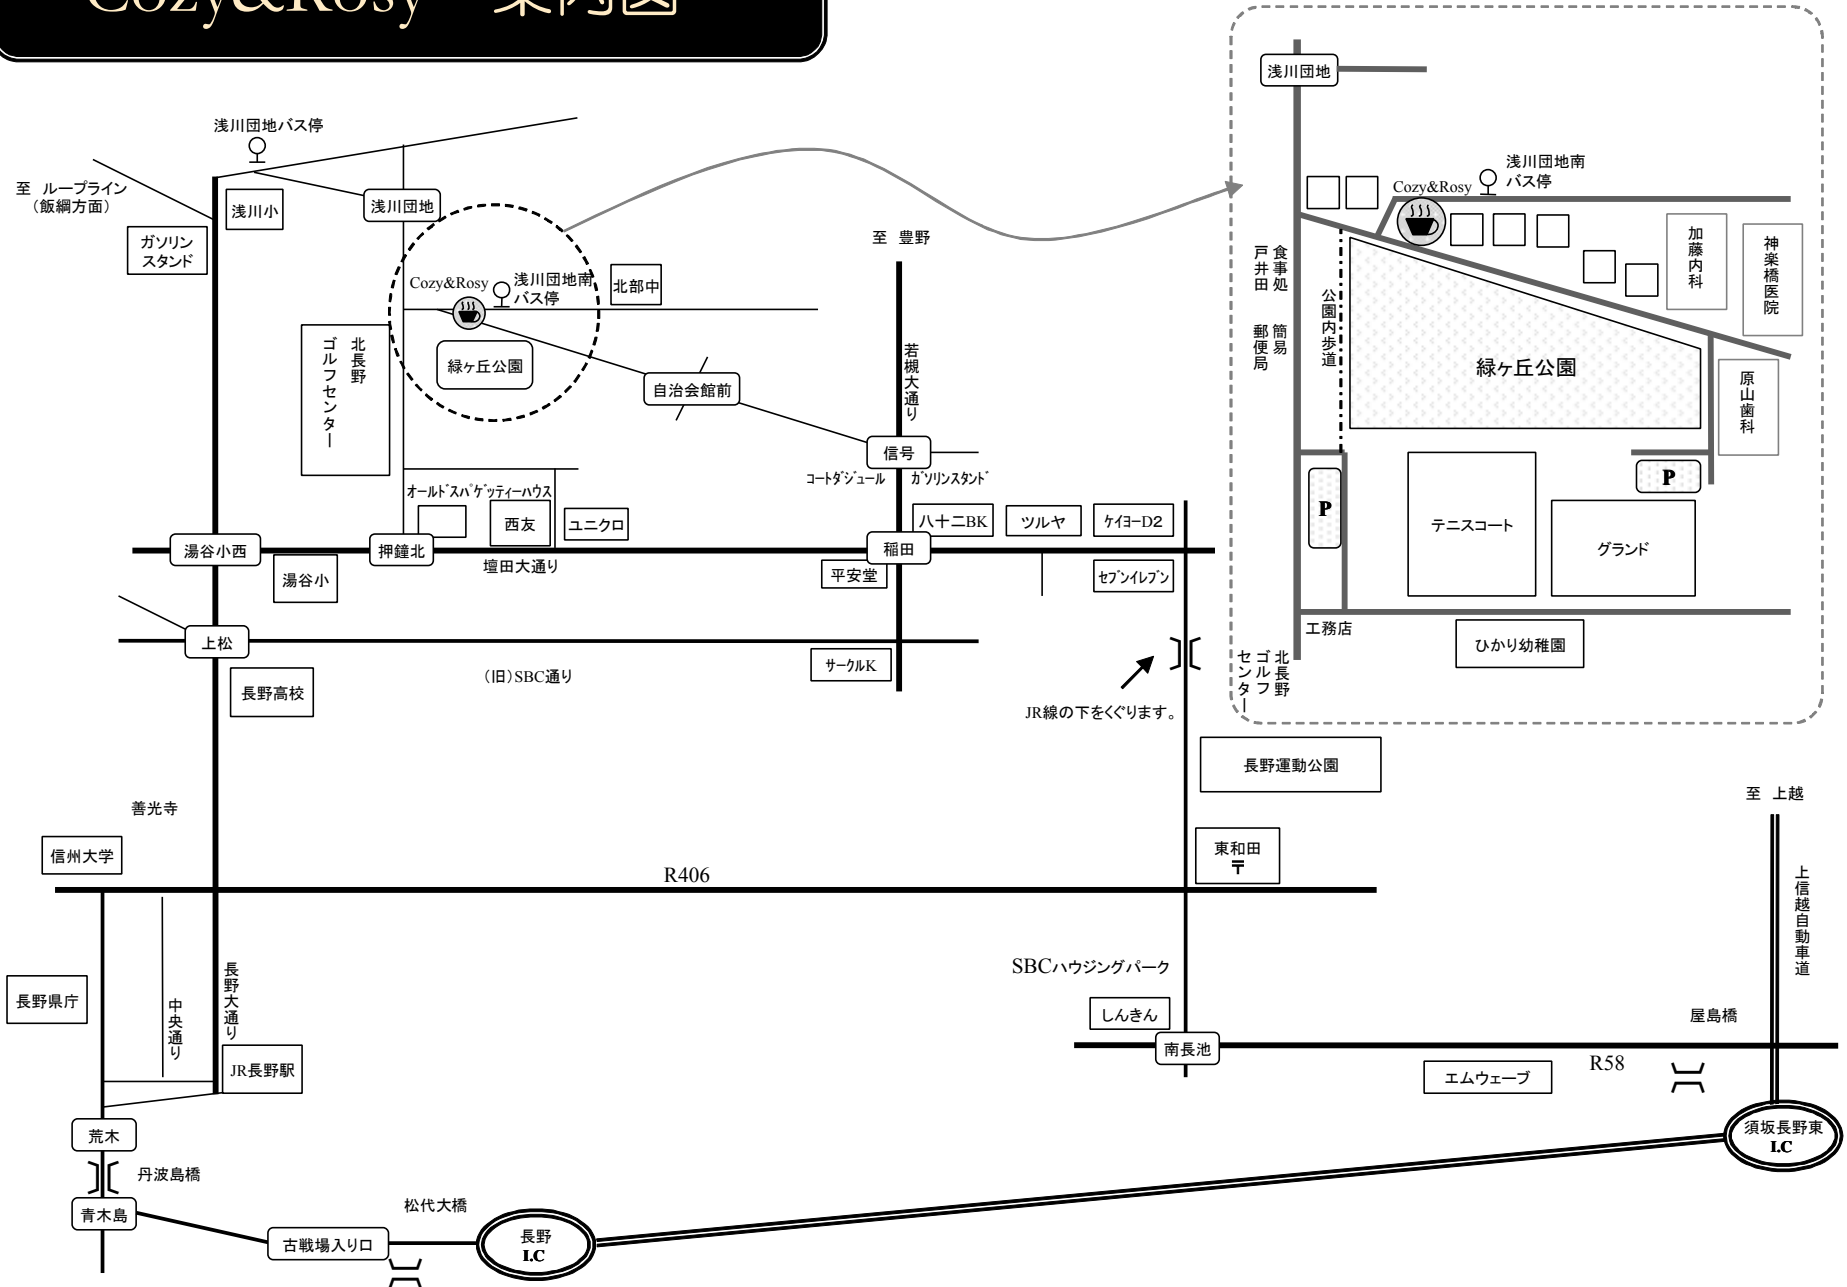 Cozy&Rosy 案内図
浅川団地バス停
至 ループライン
（飯綱方面）
浅川小
浅川団地
ガソリン
スタンド
至 豊野
Cozy&Rosy
浅川団地南
バス停
北部中
北長野
ゴルフセンター
緑ヶ丘公園
自治会館前
若槻大通り
信号
コートダジュール
ガソリンスタンド
オールドスパゲッティーハウス
西友
ユニクロ
八十二BK
ツルヤ
ケイヨーD2
湯谷小西
押鐘北
稲田
湯谷小
壇田大通り
平安堂
セブンイレブン
上松
長野高校
（旧）SBC通り
サークルK
JR線の下をくぐります。
浅川団地
浅川団地南
バス停
Cozy&Rosy
加藤内科
神楽橋医院
食事処
戸井田
簡易
郵便局
公園内歩道
緑ヶ丘公園
原山歯科
P
P
テニスコート
グランド
工務店
ひかり幼稚園
北長野
ゴルフ
センター
長野運動公園
善光寺
至 上越
信州大学
東和田
〒
R406
上信越自動車道
SBCハウジングパーク
長野県庁
中央通り
長野大通り
しんきん
屋島橋
南長池
JR長野駅
エムウェーブ
R58
荒木
須坂長野東
I.C
丹波島橋
青木島
松代大橋
古戦場入り口
長野
I.C